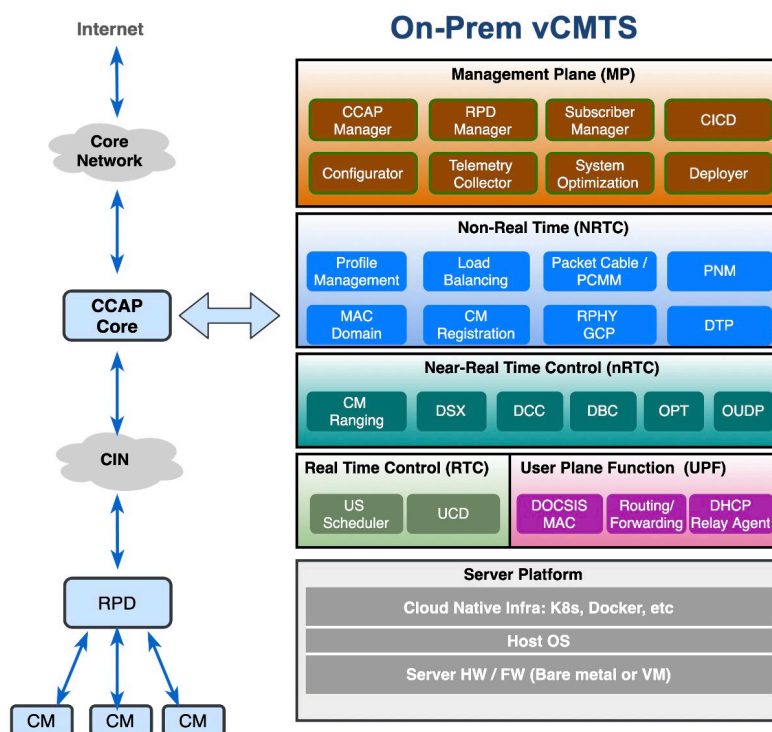 Internet
Core
Network
CCAP
Core
CIN
RPD
CM
CM
CM
On-Prem vCMTS
Management Plane (MP)
CCAP
Manager
RPD
Manager
Subscriber
Manager
CICD
Configurator
Telemetry
Collector
System
Optimization
Deployer
Non-Real Time (NRTC)
Profile
Management
Load
Balancing
Packet Cable /
PCMM
PNM
MAC
Domain
CM
Registration
RPHY
GCP
DTP
Near-Real Time Control (nRTC)
CM
Ranging
DSX
DCC
DBC
OPT
OUDP
Real Time Control (RTC)
US
Scheduler
UCD
User Plane Function (UPF)
DOCSIS
MAC
Routing/
Forwarding
DHCP
Relay Agent
Server Platform
Cloud Native Infra: K8s, Docker, etc
Host OS
Server HW / FW (Bare metal or VM)